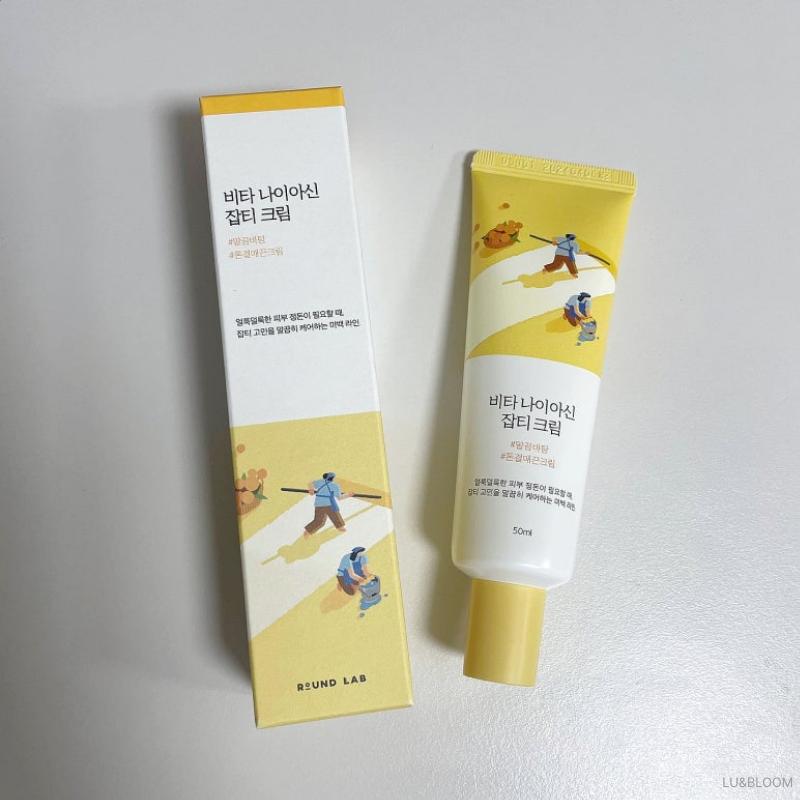 비타 나이아신
잡티 크림
#말끔바탕
#톤결매끈크림
얼룩덜룩한 피부 정돈이 필요할 때,
잡티 고민을 말끔히 케어하는 미백 라인.
ROUND LAB
비타 나이아신
잡티 크림
#말끔바탕
#톤결매끈크림
얼룩덜룩한 피부 정돈이 필요할 때,
잡티 고민을 말끔히 케어하는 미백 라인.
50ml
LU&BLOOM